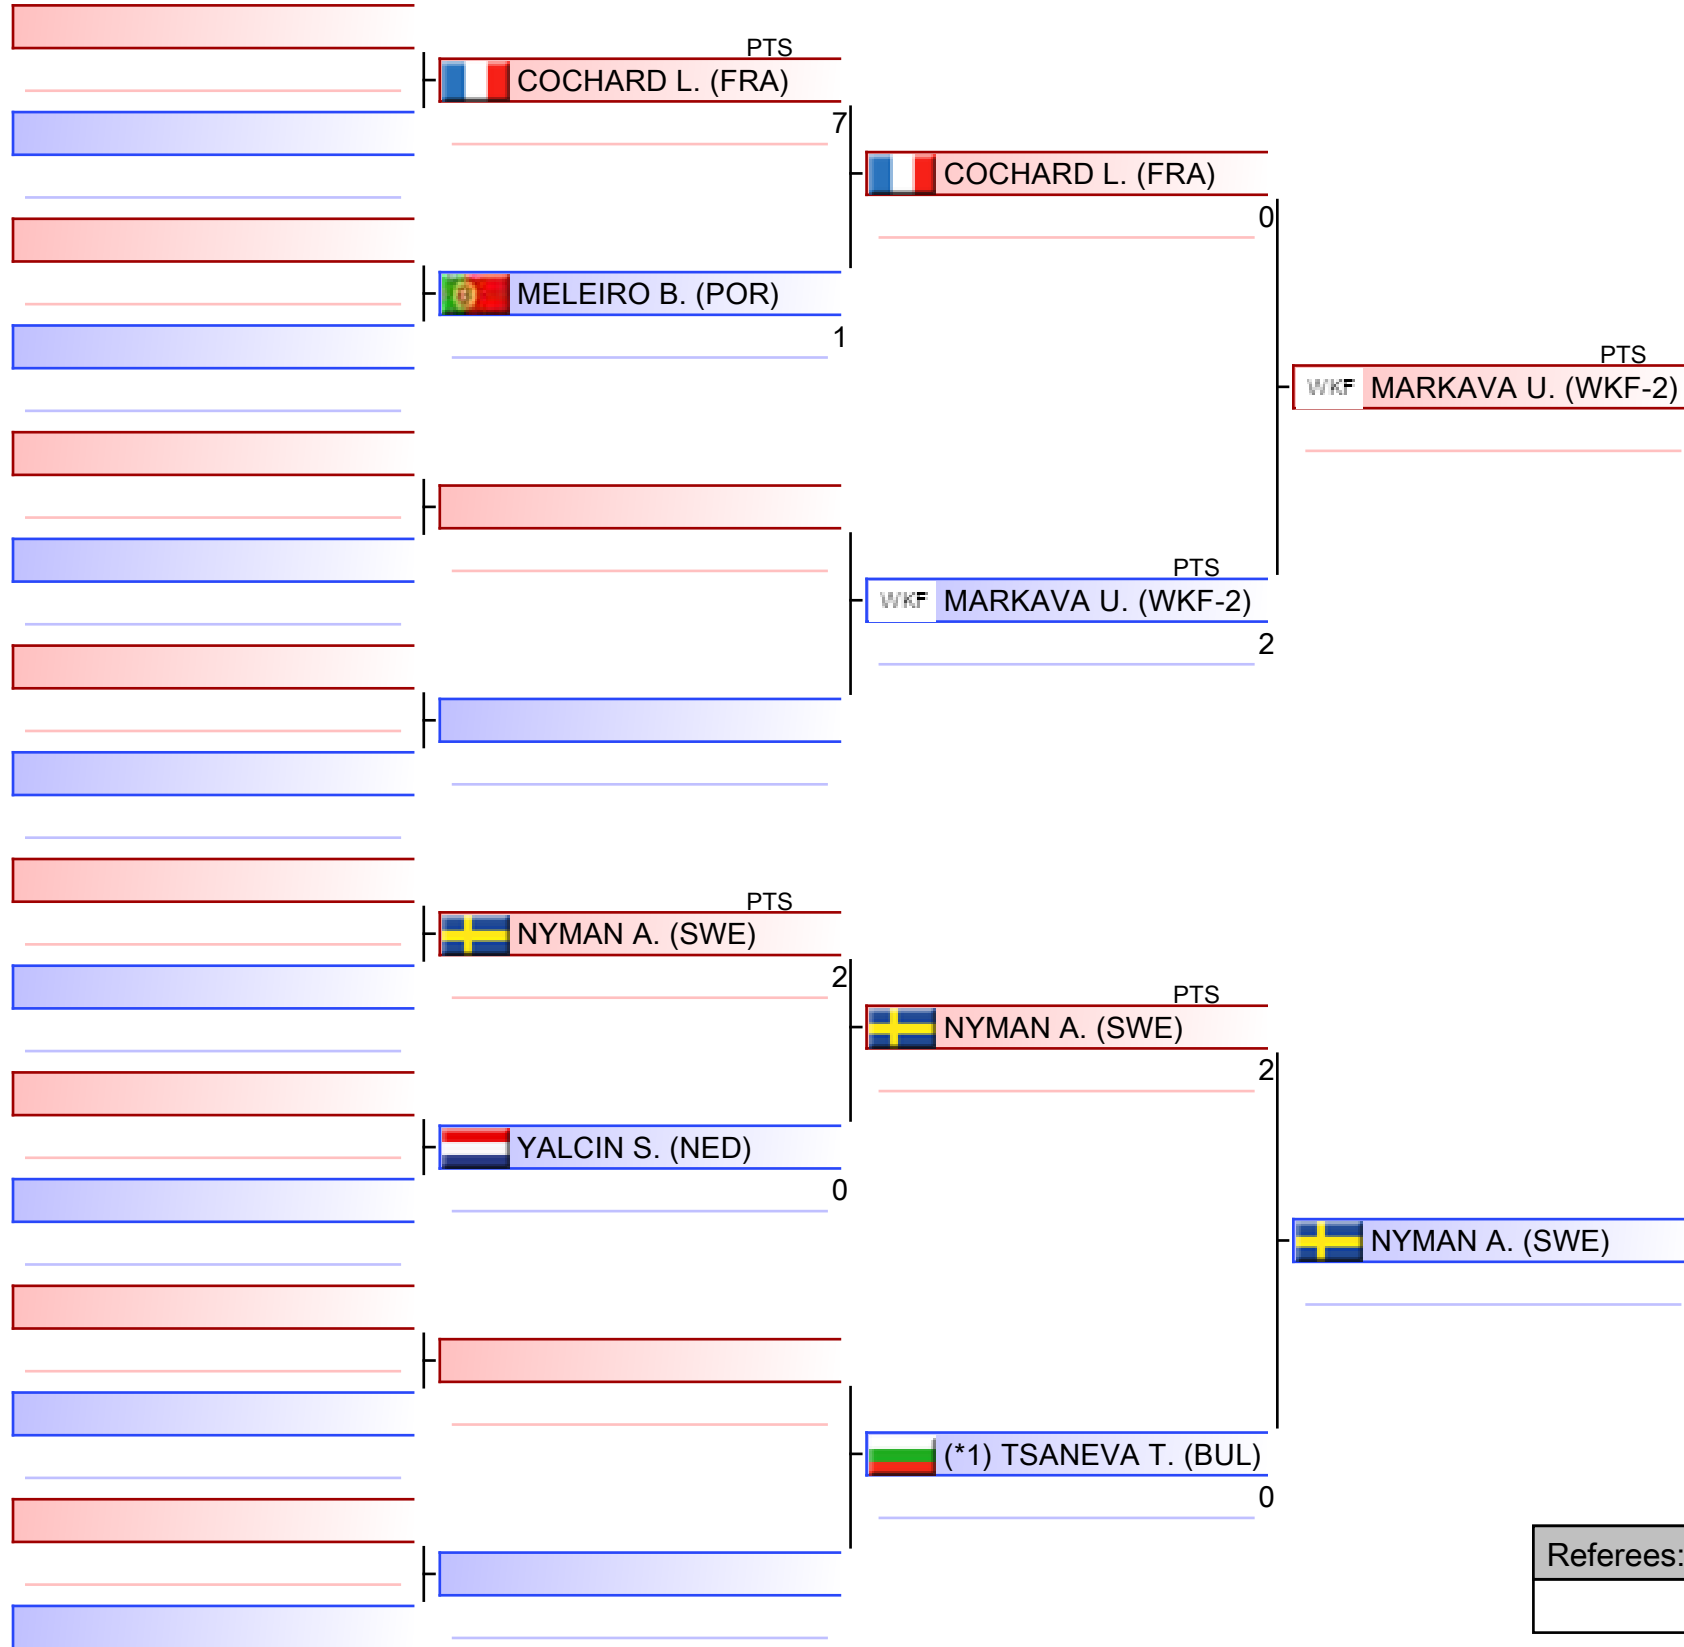 PTS
COCHARD L. (FRA)
7
COCHARD L. (FRA)
0
MELEIRO B. (POR)
1
PTS
WKF MARKAVA U. (WKF-2)
PTS
WKF MARKAVA U. (WKF-2)
2
PTS
NYMAN A. (SWE)
2
PTS
NYMAN A. (SWE)
2
YALCIN S. (NED)
0
NYMAN A. (SWE)
(*1) TSANEVA T. (BUL)
0
Referees: